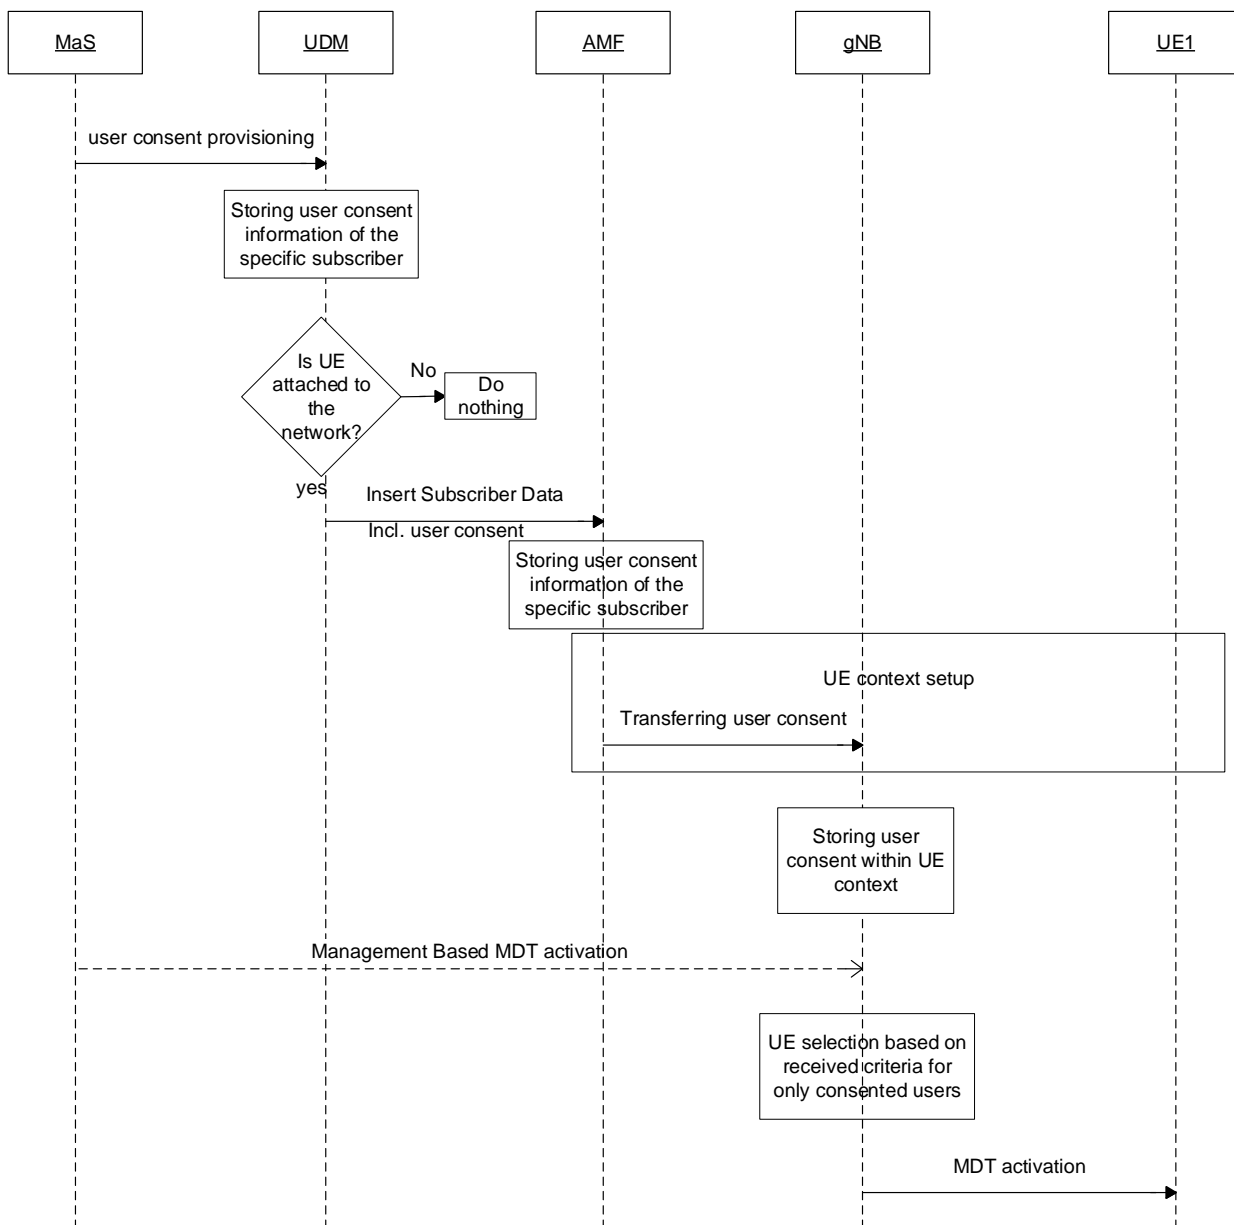 MaS
UDM
AMF
gNB
UE1
user consent provisioning
Storing user consent
information of the
specific subscriber
Is UE
attached to
the
network?
No
Do
nothing
yes
Insert Subscriber Data
Incl. user consent
Storing user consent
information of the
specific subscriber
UE context setup
Transferring user consent
Storing user
consent within UE
context
Management Based MDT activation
UE selection based on
received criteria for
only consented users
MDT activation